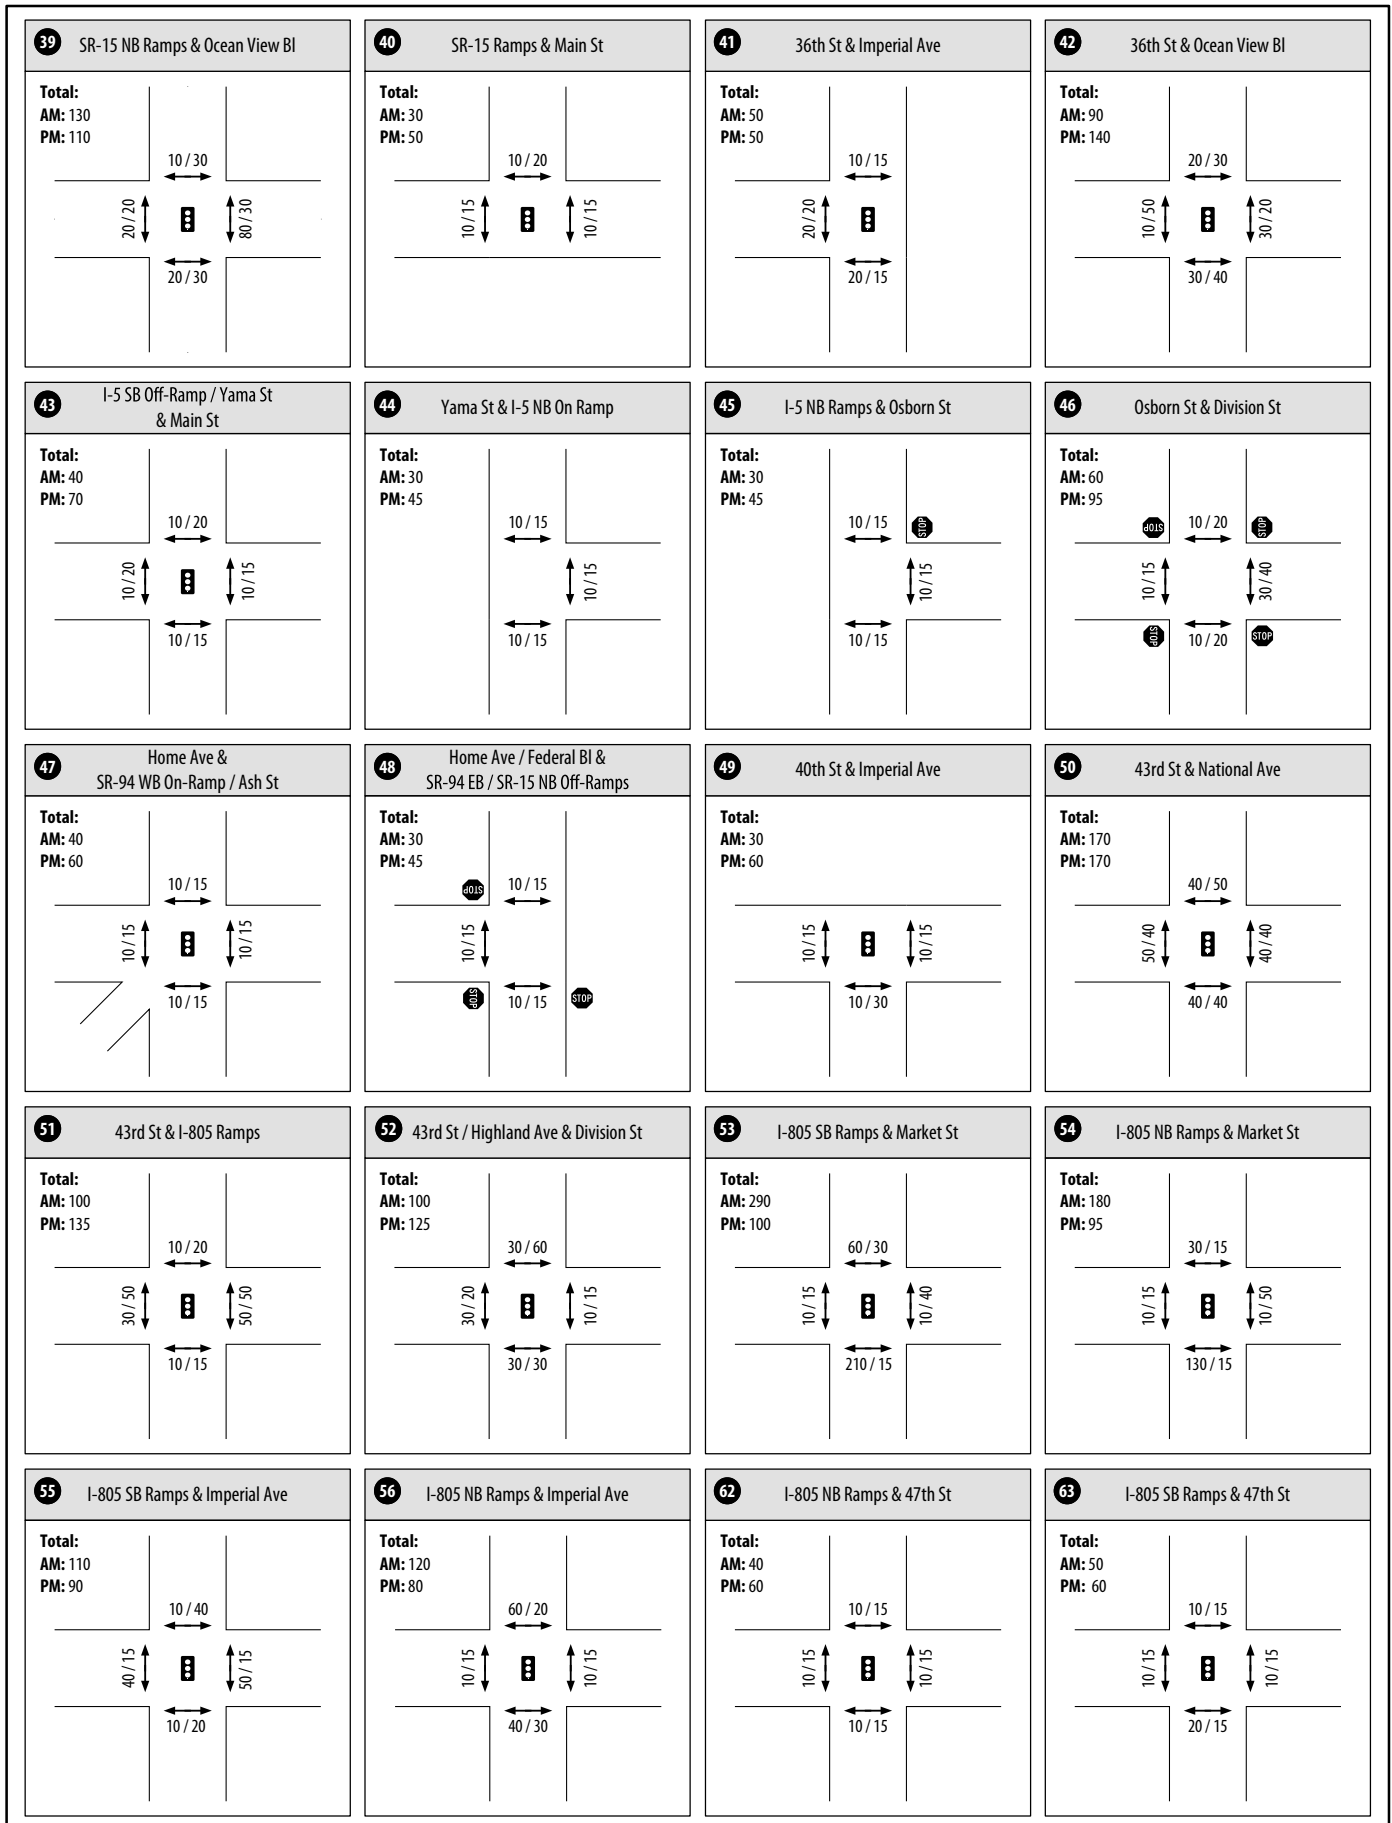 39
SR-15 NB Ramps & Ocean View Bl
Total:
AM: 130
PM: 110
10 / 30
20 / 20
80 / 30
20 / 30
40
SR-15 Ramps & Main St
Total:
AM: 30
PM: 50
10 / 20
10 / 15
10 / 15
41
36th St & Imperial Ave
Total:
AM: 50
PM: 50
10 / 15
20 / 20
20 / 15
42
36th St & Ocean View Bl
Total:
AM: 90
PM: 140
20 / 30
10 / 50
30 / 20
30 / 40
43
I-5 SB Off-Ramp / Yama St
& Main St
Total:
AM: 40
PM: 70
10 / 20
10 / 20
10 / 15
10 / 15
44
Yama St & I-5 NB On Ramp
Total:
AM: 30
PM: 45
10 / 15
10 / 15
10 / 15
45
I-5 NB Ramps & Osborn St
Total:
AM: 30
PM: 45
10 / 15
STOP
10 / 15
10 / 15
46
Osborn St & Division St
Total:
AM: 60
PM: 95
STOP
10 / 20
STOP
10 / 15
30 / 40
STOP
10 / 20
STOP
47
Home Ave &
SR-94 WB On-Ramp / Ash St
Total:
AM: 40
PM: 60
10 / 15
10 / 15
10 / 15
10 / 15
48
Home Ave / Federal Bl &
SR-94 EB / SR-15 NB Off-Ramps
Total:
AM: 30
PM: 45
STOP
10 / 15
10 / 15
STOP
10 / 15
STOP
49
40th St & Imperial Ave
Total:
AM: 30
PM: 60
10 / 15
10 / 15
10 / 30
50
43rd St & National Ave
Total:
AM: 170
PM: 170
40 / 50
50 / 40
40 / 40
40 / 40
51
43rd St & I-805 Ramps
Total:
AM: 100
PM: 135
10 / 20
30 / 50
50 / 50
10 / 15
52
43rd St / Highland Ave & Division St
Total:
AM: 100
PM: 125
30 / 60
30 / 20
10 / 15
30 / 30
53
I-805 SB Ramps & Market St
Total:
AM: 290
PM: 100
60 / 30
10 / 15
10 / 40
210 / 15
54
I-805 NB Ramps & Market St
Total:
AM: 180
PM: 95
30 / 15
10 / 15
10 / 50
130 / 15
55
I-805 SB Ramps & Imperial Ave
Total:
AM: 110
PM: 90
10 / 40
40 / 15
50 / 15
10 / 20
56
I-805 NB Ramps & Imperial Ave
Total:
AM: 120
PM: 80
60 / 20
10 / 15
10 / 15
40 / 30
62
I-805 NB Ramps & 47th St
Total:
AM: 40
PM: 60
10 / 15
10 / 15
10 / 15
10 / 15
63
I-805 SB Ramps & 47th St
Total:
AM: 50
PM: 60
10 / 15
10 / 15
10 / 15
20 / 15